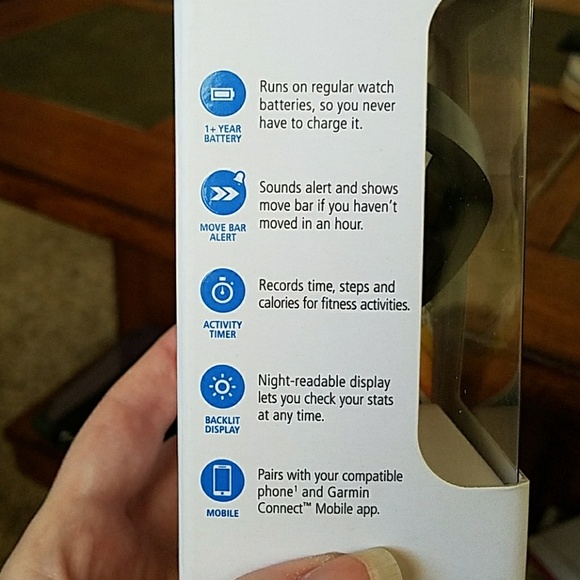 Runs on regular watch
batteries, so you never
have to charge it.
1+ YEAR
BATTERY
Sounds alert and shows
move bar if you haven't
moved in an hour.
MOVE BAR
ALERT
Records time, steps and
calories for fitness activities.
ACTIVITY
TIMER
Night-readable display
lets you check your stats
at any time.
BACKLIT
DISPLAY
Pairs with your compatible
phone¹ and Garmin
Connect™ Mobile app.
MOBILE